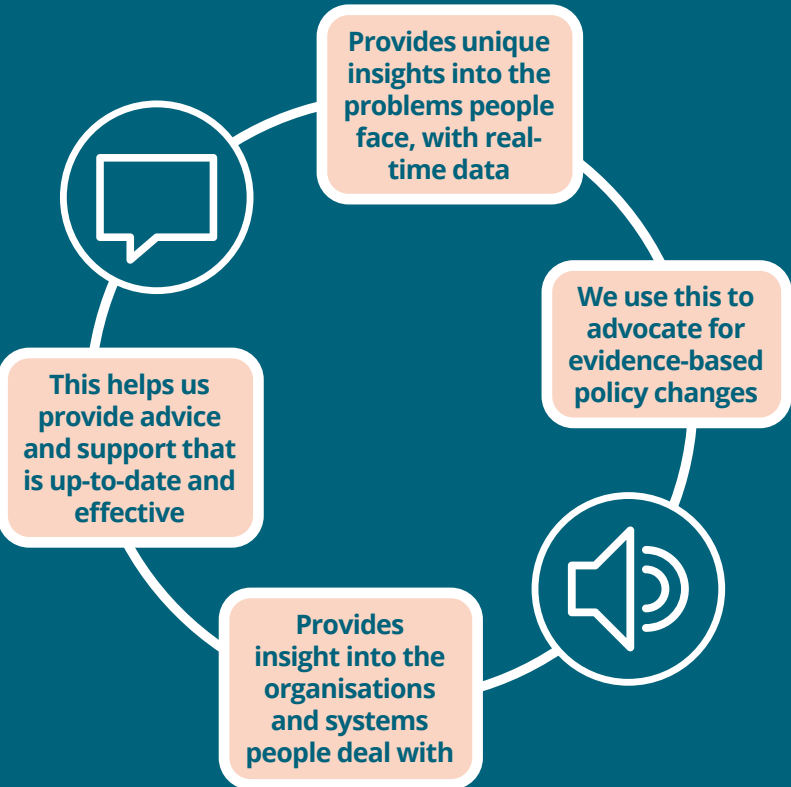 Provides unique
insights into the
problems people
face, with real-
time data
We use this to
advocate for
evidence-based
policy changes
This helps us
provide advice
and support that
is up-to-date and
effective
Provides
insight into the
organisations
and systems
people deal with